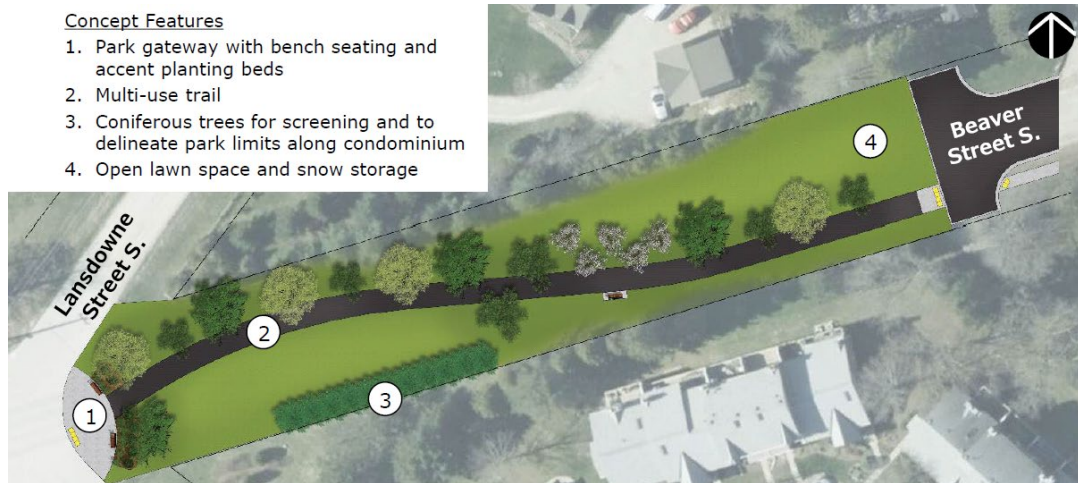 Concept Features
1. Park gateway with bench seating and
accent planting beds
2. Multi-use trail
3. Coniferous trees for screening and to
delineate park limits along condominium
4. Open lawn space and snow storage
Beaver
Street S.
4
Lansdowne
Street S.
2
3
1